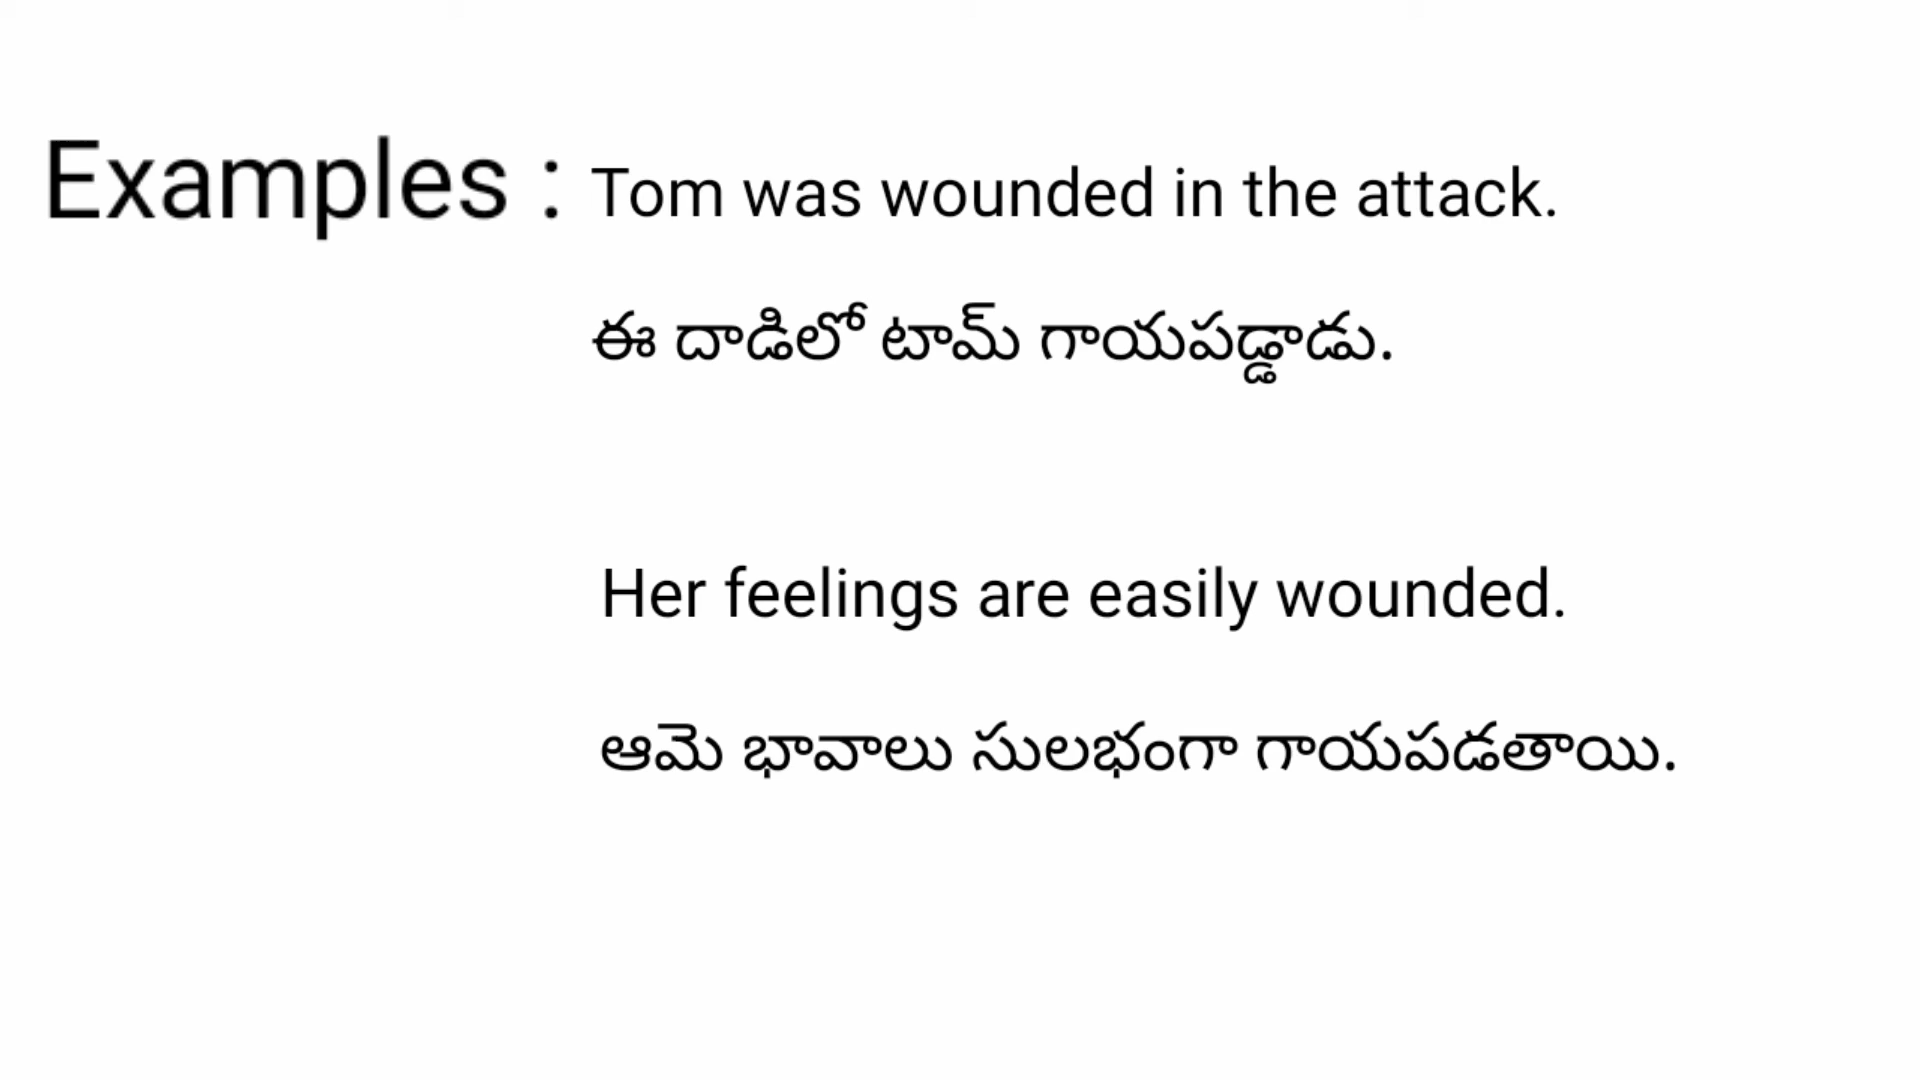 Examples : Tom was wounded in the attack.
ఈ దాడిలో టామ్ గాయపడ్డాడు.
Her feelings are easily wounded.
ఆమె భావాలు సులభంగా గాయపడతాయి.